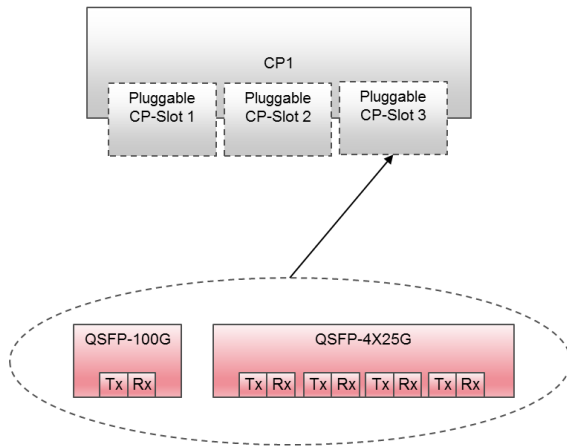 CP1
Pluggable
CP-Slot 1
Pluggable
CP-Slot 2
Pluggable
CP-Slot 3
QSFP-100G
Tx Rx
QSFP-4X25G
Tx Rx Tx Rx Tx Rx Tx Rx